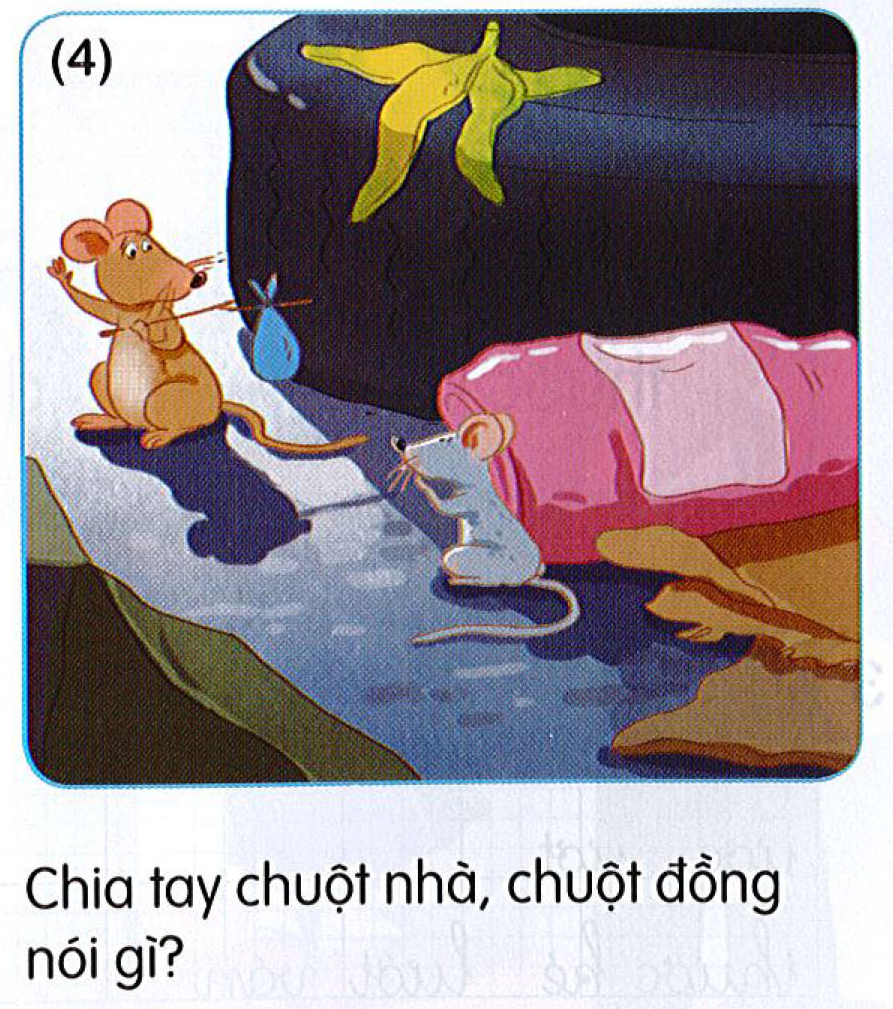 (4)
Chia tay chuột nhà, chuột đồng
nói gì?